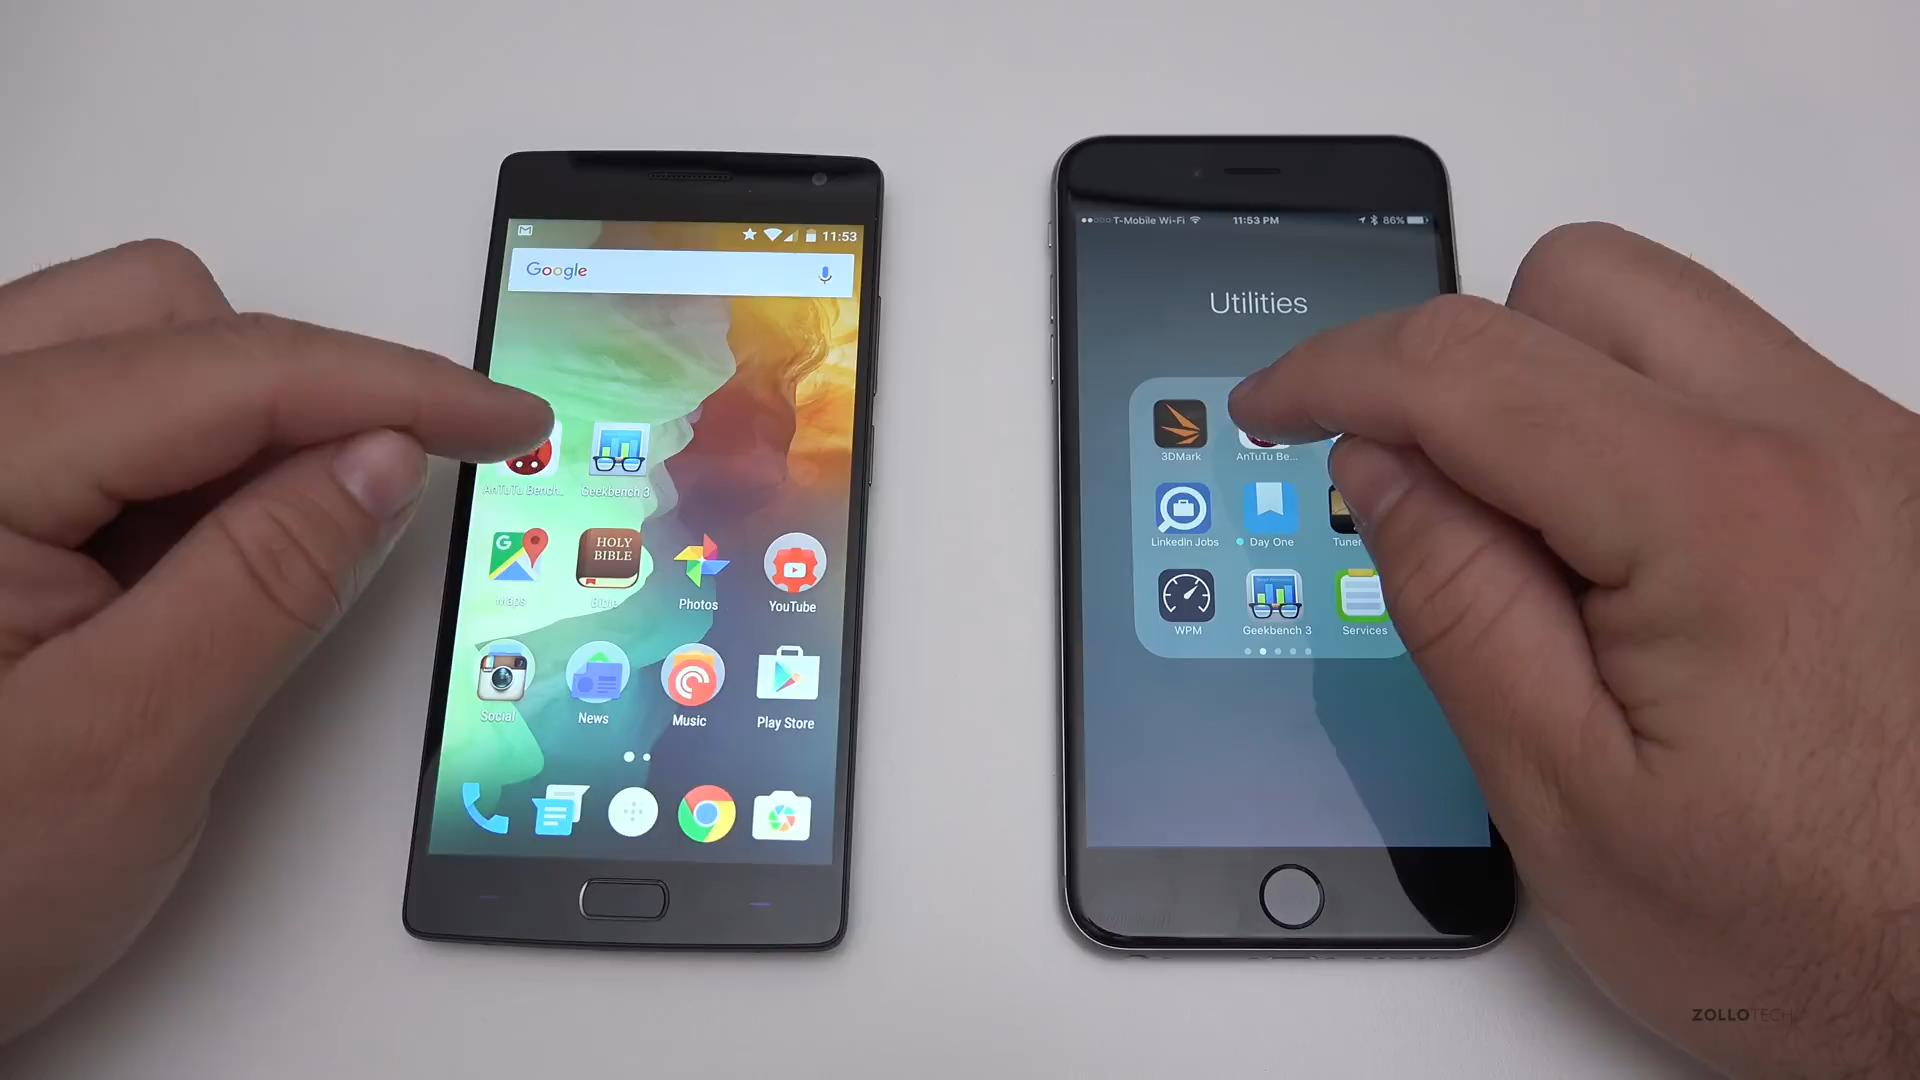 11:53
Google
AnTuTu Bench..
Geekbench 3
HOLY
BIBLE
G
Maps
Bible
Photos
YouTube
Social
News
Music
Play Store
T-Mobile Wi-Fi
11:53 PM
86%
Utilities
3DMark
AnTuTu Be...
LinkedIn Jobs
Day One
Tuner
WPM
Geekbench 3
Services
ZOLLOTECH